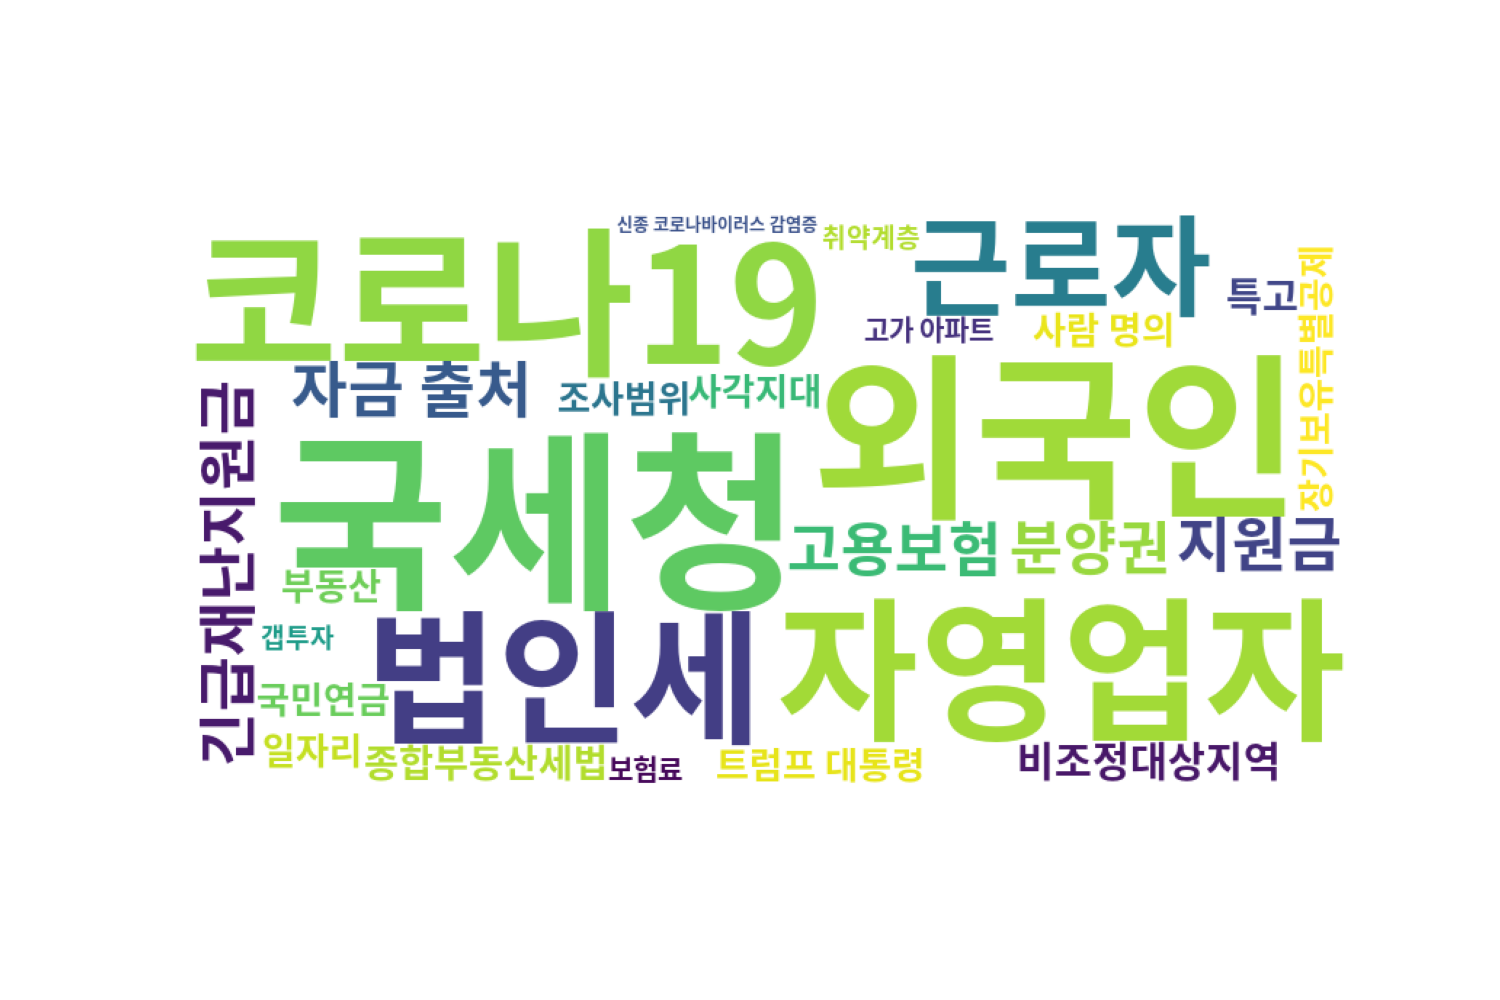 신종 코로나바이러스 감염증
취약계층
근로자
코로나19
특고
장기보유특별공제
고가 아파트
사람 명의
자금 출처
조사범위
사각지대
외국인
긴급재난지원금
국세청
고용보험
분양권
지원금
부동산
갭투자
법인세
자영업자
국민연금
일자리
종합부동산세법
보험료
트럼프 대통령
비조정대상지역